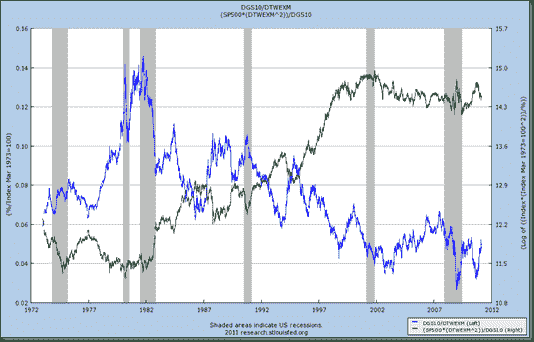 DGS10/DTWEXM
(SP500*(DTWEXM^2))/DGS10
0.16
0.14
0.12
0.10
0.08
0.06
0.04
0.02
(%/Index Mar 1973=100)
15.7
15.0
14.3
13.6
12.9
12.2
11.5
10.8
(Log of ((Index*(Index Mar 1973=100^2))/%))
1972 1977 1982 1987 1992 1997 2002 2007 2012
Shaded areas indicate US recessions.
2011 research.stlouisfed.org
DGS10/DTWEXM (Left)
(SP500*(DTWEXM^2))/DGS10 (Right)